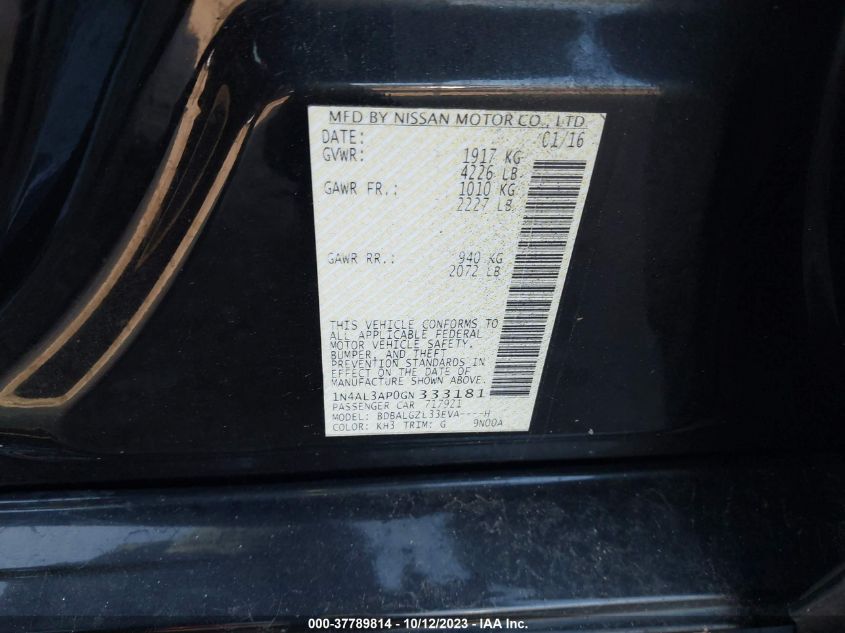 MFD BY NISSAN MOTOR CO., LTD
DATE: 01/16
GVWR: 1917 KG
4226 LB
GAWR FR.: 1010 KG
2227 LB
GAWR RR.: 940 KG
2072 LB
THIS VEHICLE CONFORMS TO
ALL APPLICABLE FEDERAL
MOTOR VEHICLE SAFETY,
BUMPER, AND THEFT
PREVENTION STANDARDS IN
EFFECT ON THE DATE OF
MANUFACTURE SHOWN ABOVE.
1N4AL3AP0GN 333181
PASSENGER CAR 717921
MODEL: BDBALGZL33EVA----H
COLOR: KH3 TRIM: G 9N00A
000-37789814 - 10/12/2023 - IAA Inc.